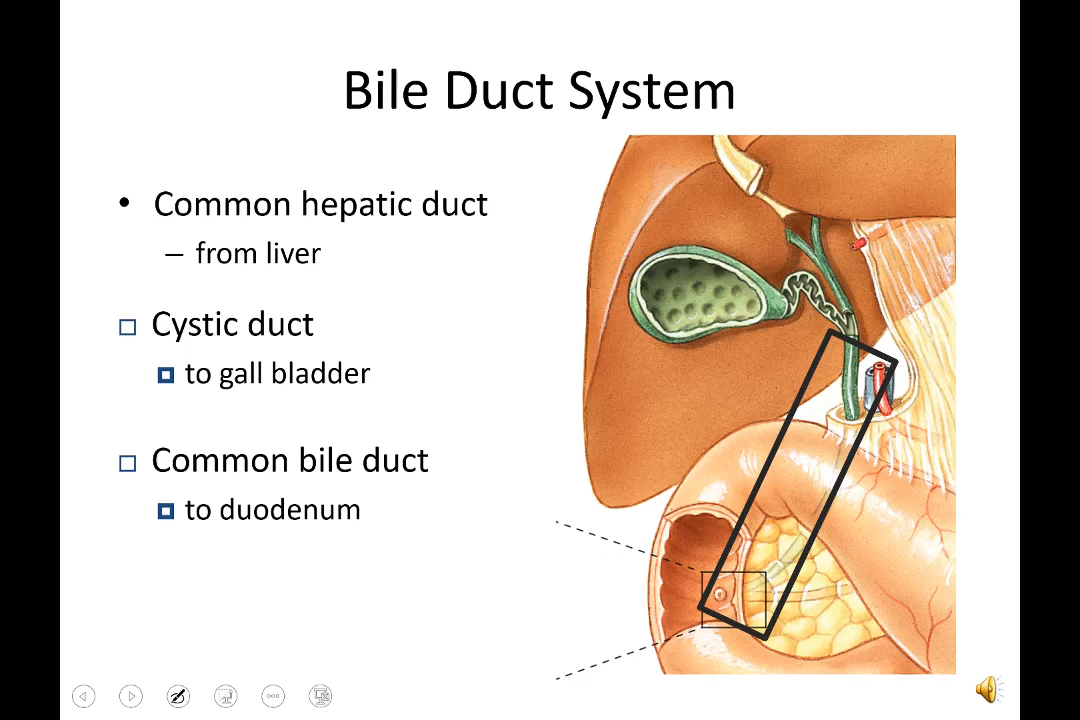 Bile Duct System
• Common hepatic duct
– from liver
Cystic duct
to gall bladder
Common bile duct
to duodenum